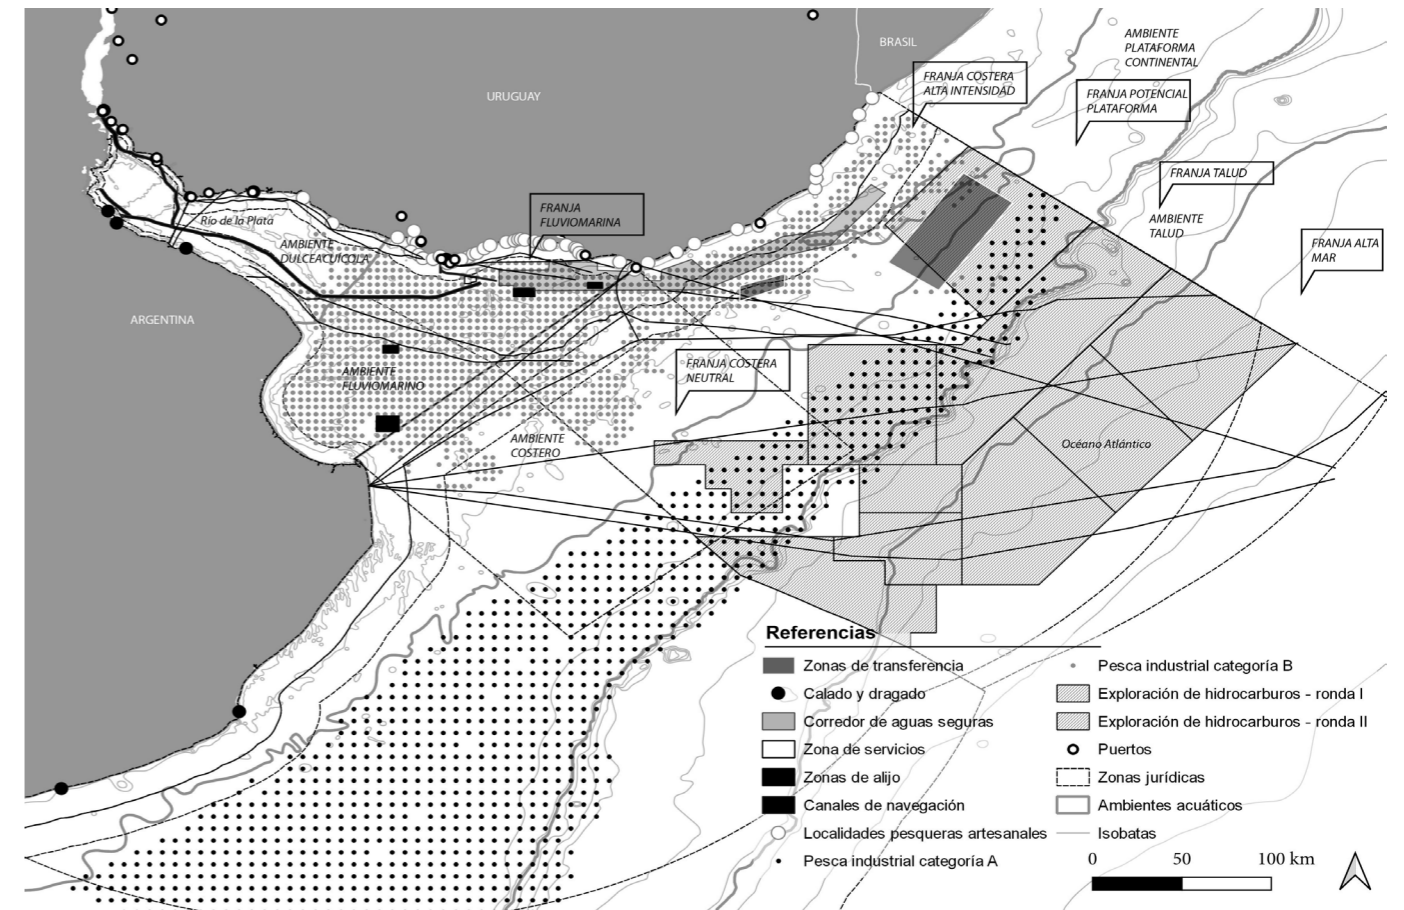 AMBIENTE
PLATAFORMA
CONTINENTAL
BRASIL
FRANJA COSTERA
ALTA INTENSIDAD
FRANJA POTENCIAL
PLATAFORMA
URUGUAY
FRANJA TALUD
FRANJA
FLUVIOMARINA
Río de la Plata
AMBIENTE
TALUD
AMBIENTE
DULCEACUICOLA
FRANJA ALTA
MAR
ARGENTINA
FRANJA COSTERA
NEUTRAL
AMBIENTE
FLUVIOMARINO
AMBIENTE
COSTERO
Océano Atlántico
Referencias
Zonas de transferencia
Calado y dragado
Corredor de aguas seguras
Zona de servicios
Zonas de alijo
Canales de navegación
Localidades pesqueras artesanales
Pesca industrial categoría A
Pesca industrial categoría B
Exploración de hidrocarburos - ronda I
Exploración de hidrocarburos - ronda II
Puertos
Zonas jurídicas
Ambientes acuáticos
Isobatas
0 50 100 km